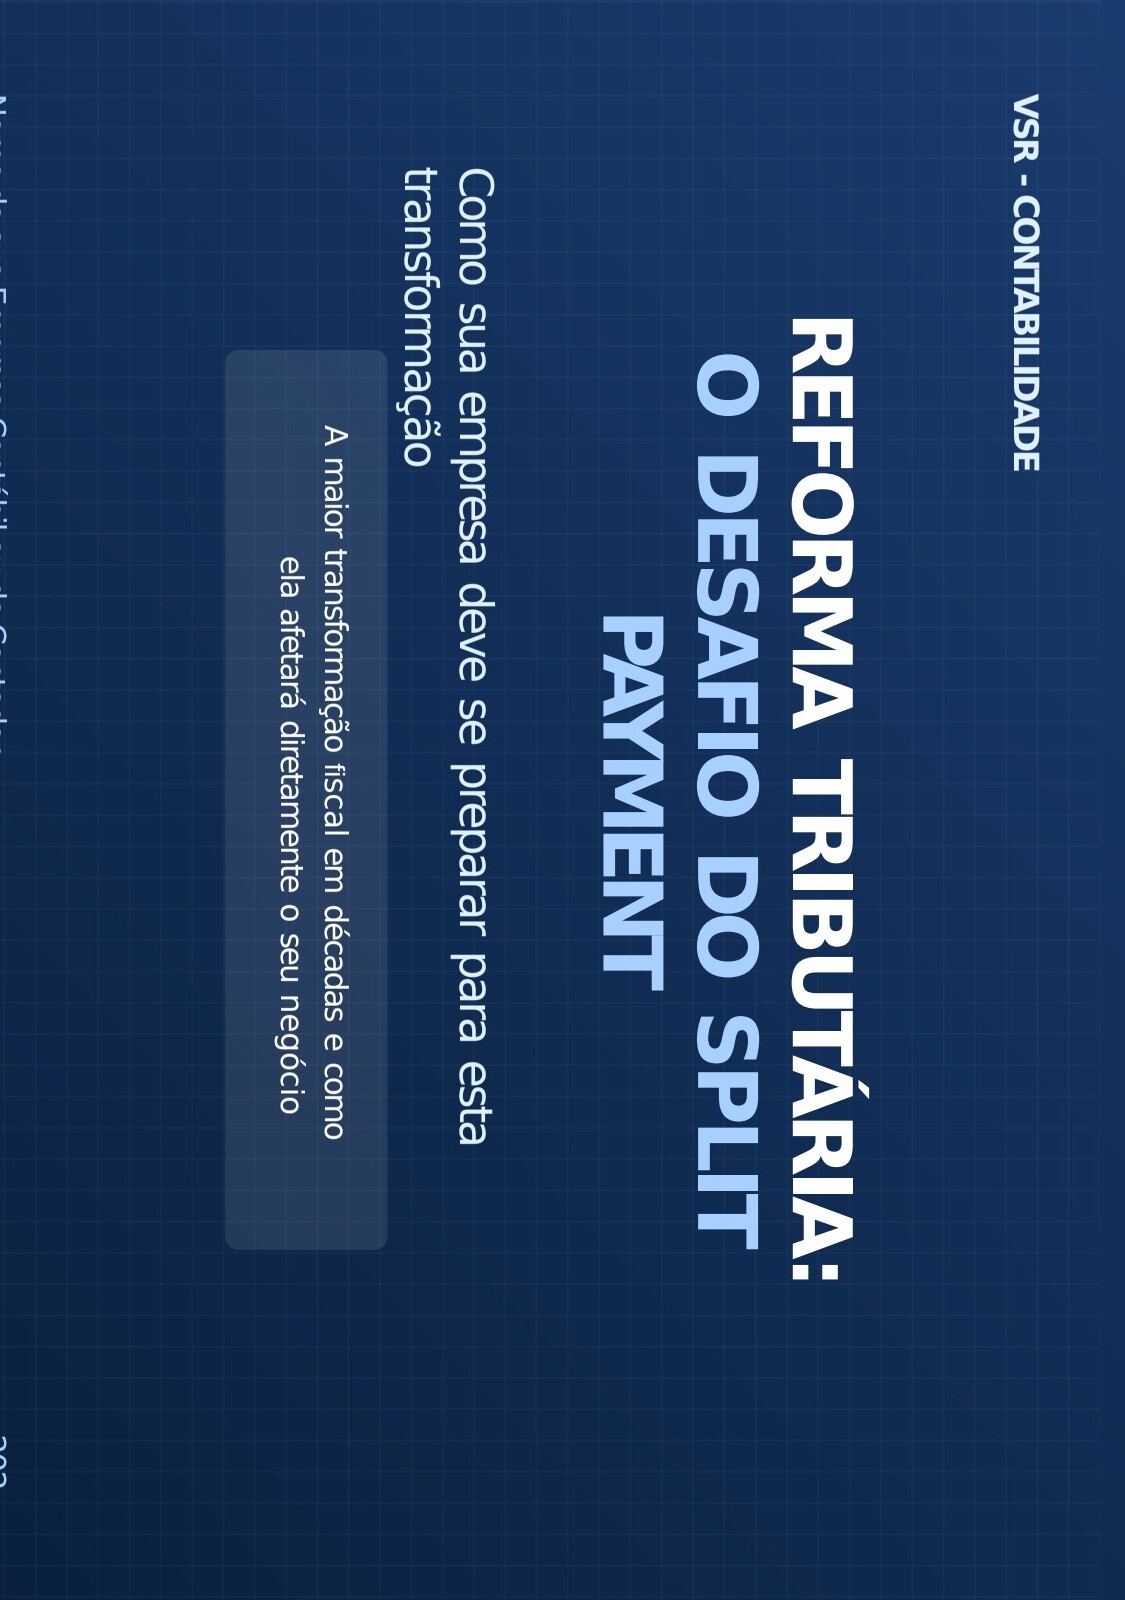 VSR - CONTABILIDADE
REFORMA TRIBUTÁRIA:
O DESAFIO DO SPLIT
PAYMENT
Como sua empresa deve se preparar para esta
transformação
A maior transformação fiscal em décadas e como
ela afetará diretamente o seu negócio